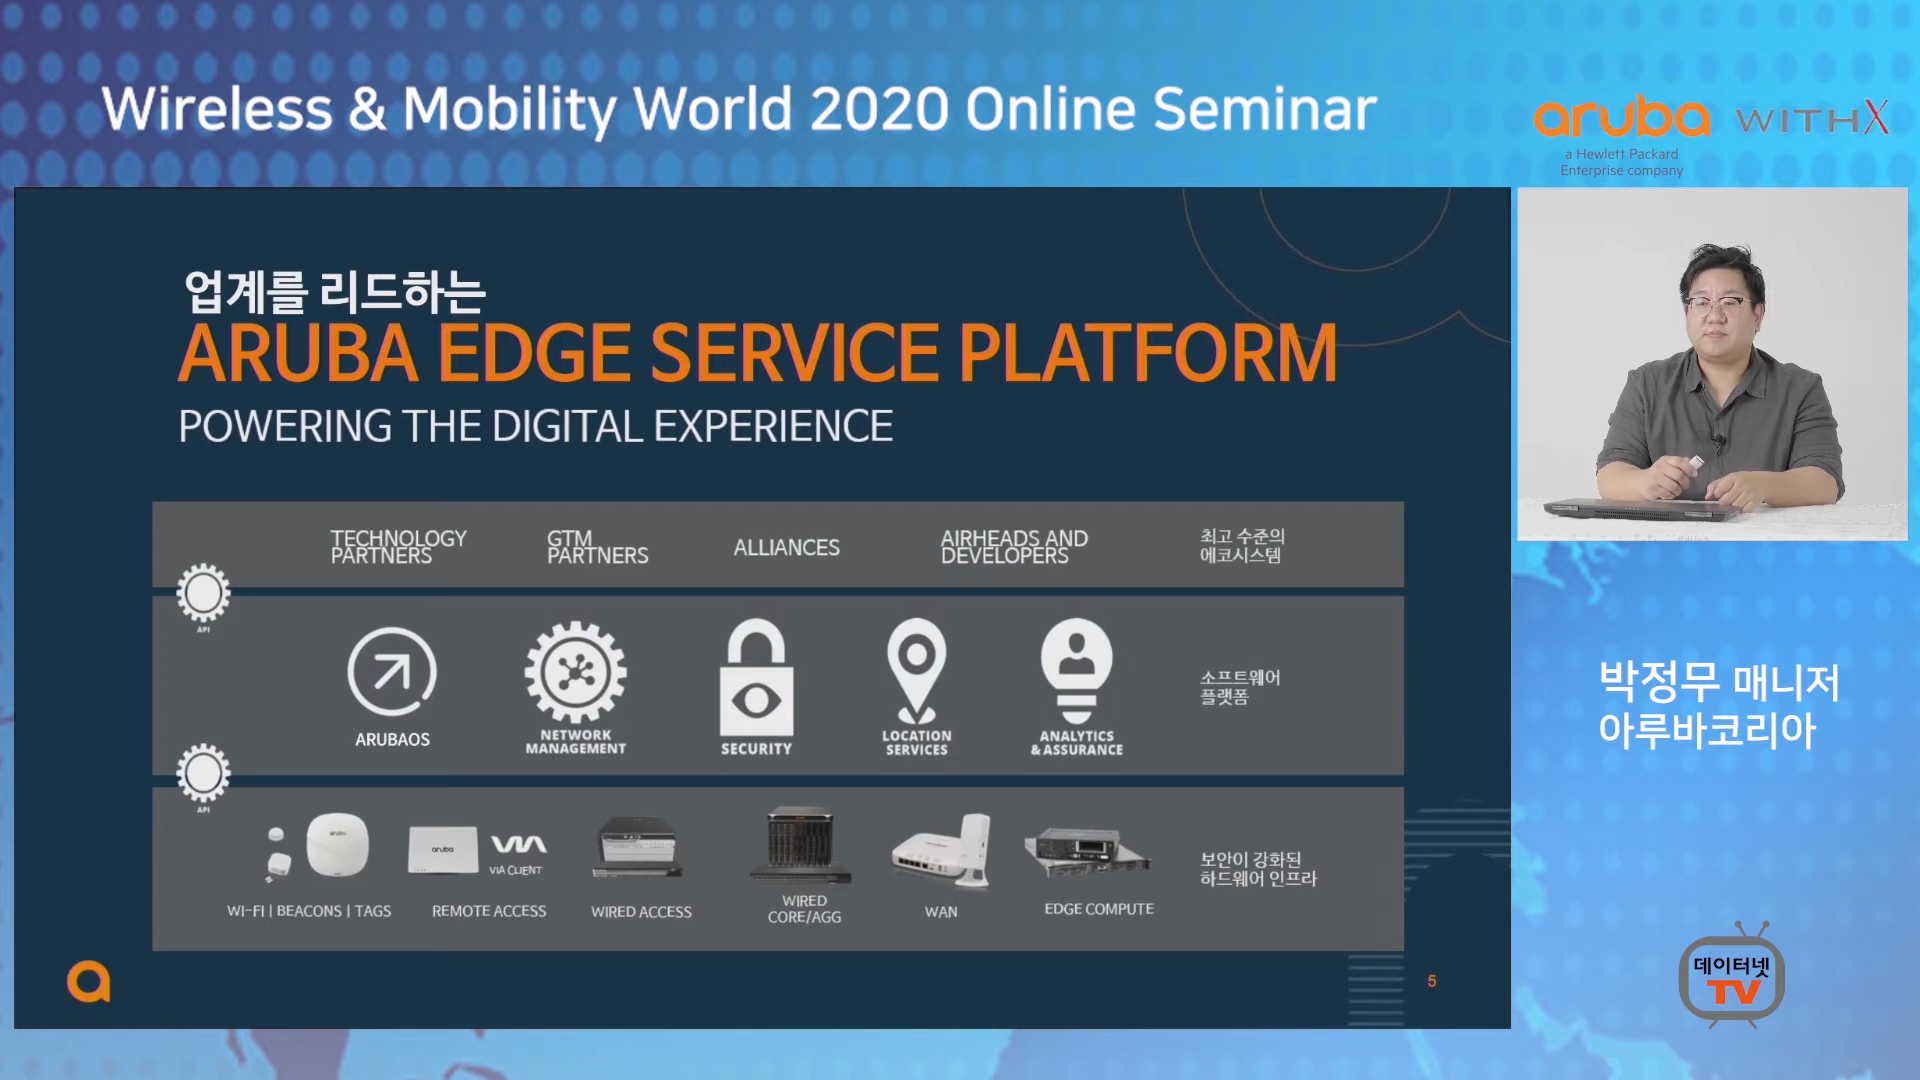 Wireless & Mobility World 2020 Online Seminar
aruba
a Hewlett Packard
Enterprise company
WITHX
업계를 리드하는
ARUBA EDGE SERVICE PLATFORM
POWERING THE DIGITAL EXPERIENCE
TECHNOLOGY
PARTNERS
GTM
PARTNERS
ALLIANCES
AIRHEADS AND
DEVELOPERS
최고 수준의
에코시스템
API
ARUBAOS
NETWORK
MANAGEMENT
SECURITY
LOCATION
SERVICES
ANALYTICS
& ASSURANCE
소프트웨어
플랫폼
API
aruba
aruba
VIA
VIA CLIENT
WI-FI | BEACONS | TAGS
REMOTE ACCESS
WIRED ACCESS
WIRED
CORE/AGG
WAN
EDGE COMPUTE
보안이 강화된
하드웨어 인프라
5
박정무 매니저
아루바코리아
데이터넷
TV